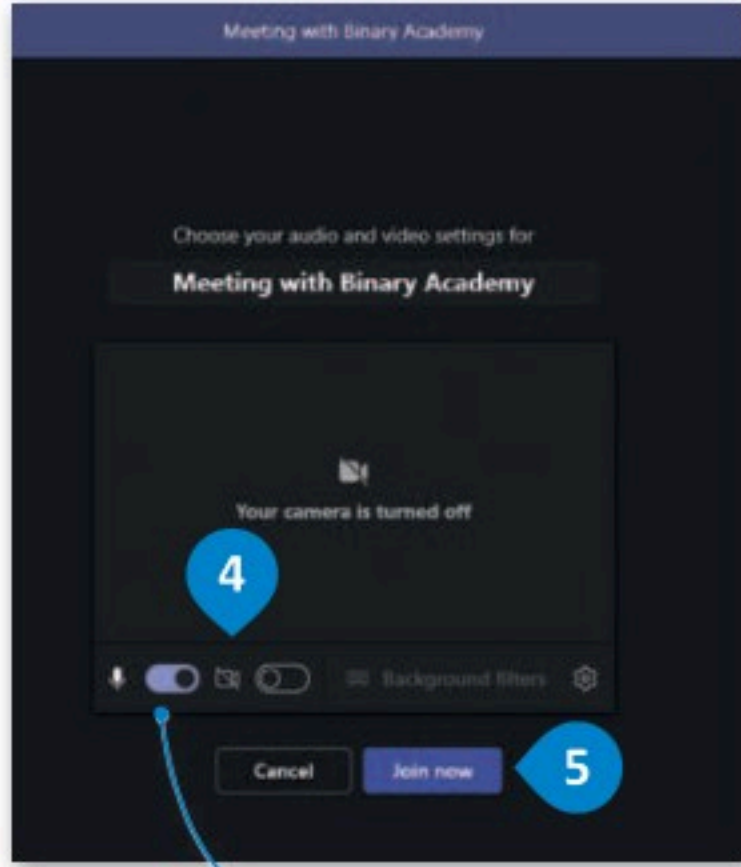 Meeting with Binary Academy
Choose your audio and video settings for
Meeting with Binary Academy
Your camera is turned off
4
Background filters
Cancel
Join now
5